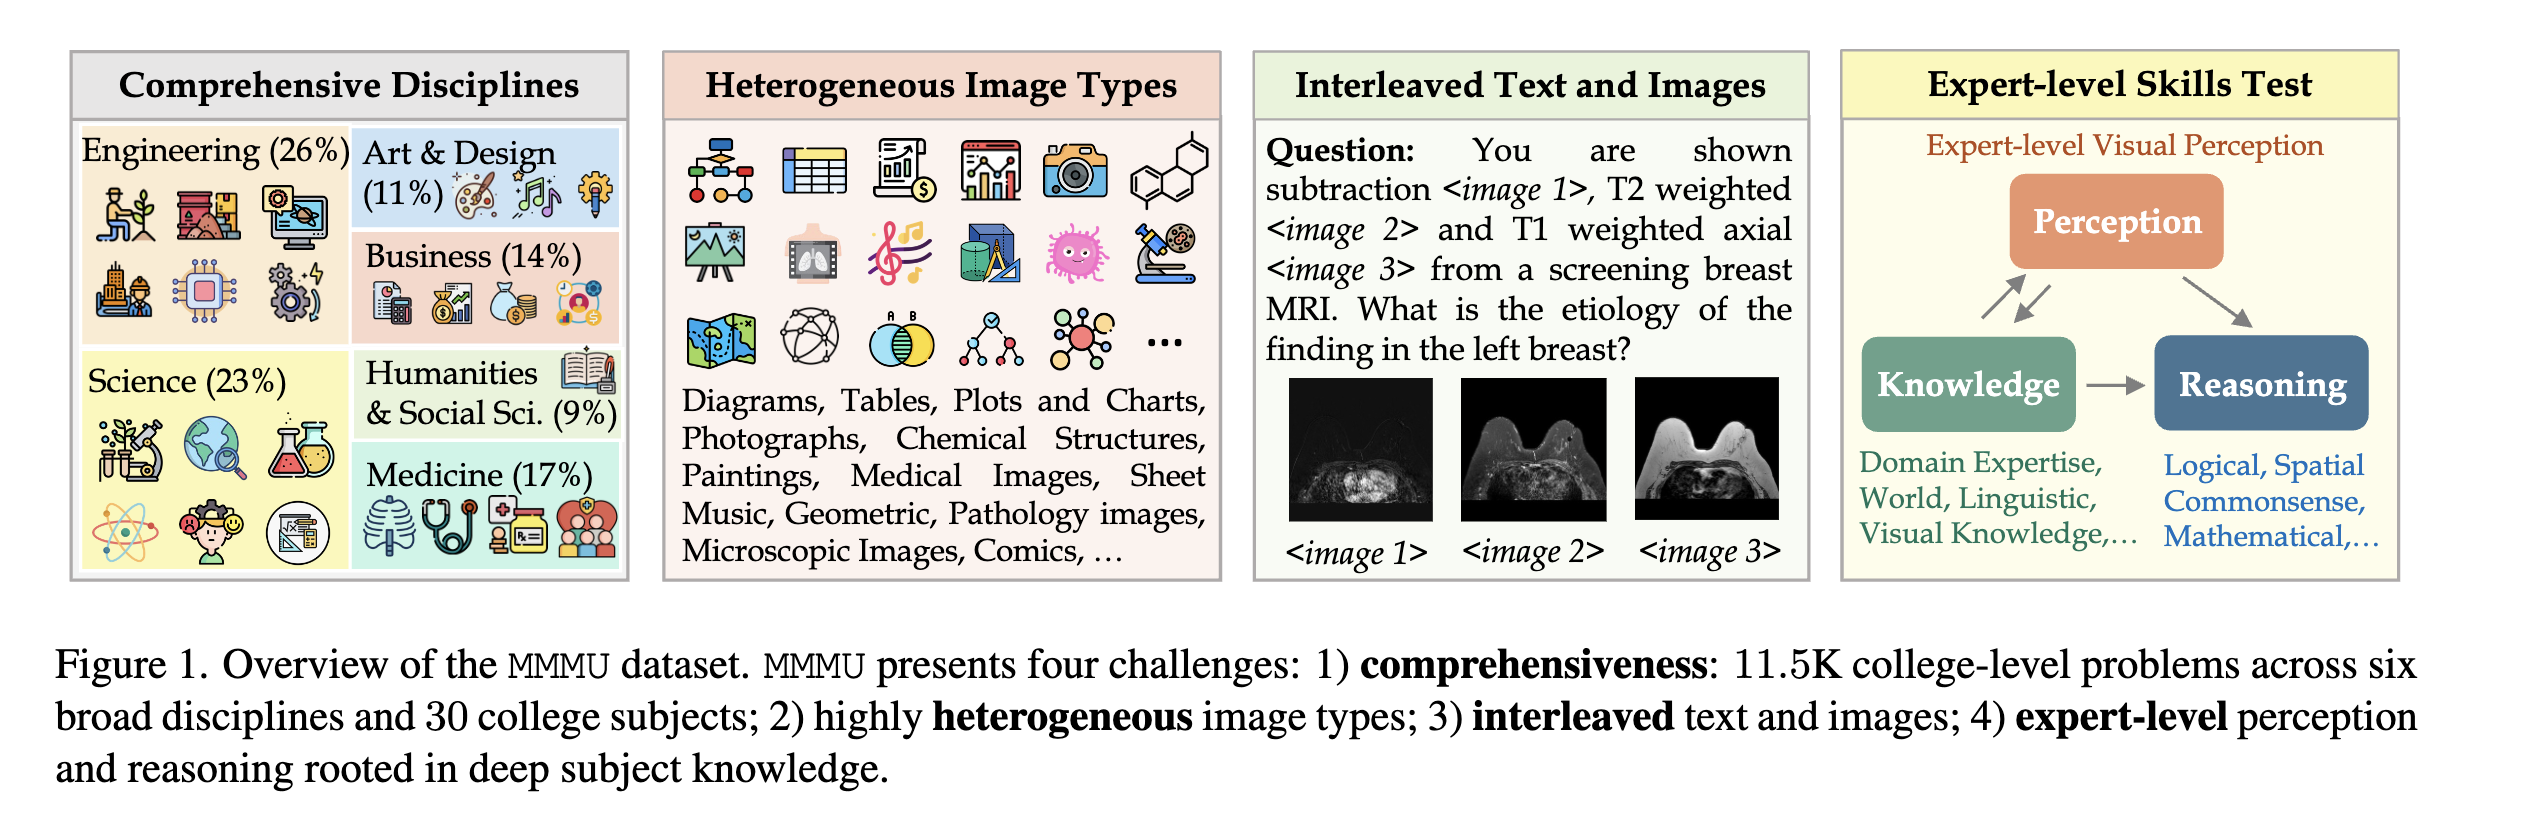 Comprehensive Disciplines
Engineering (26%)
Art & Design
(11%)
Business (14%)
Science (23%)
Humanities
& Social Sci. (9%)
Medicine (17%)
Heterogeneous Image Types
A B
Diagrams, Tables, Plots and Charts,
Photographs, Chemical Structures,
Paintings, Medical Images, Sheet
Music, Geometric, Pathology images,
Microscopic Images, Comics, …
Interleaved Text and Images
Question: You are shown
subtraction <image 1>, T2 weighted
<image 2> and T1 weighted axial
<image 3> from a screening breast
MRI. What is the etiology of the
finding in the left breast?
<image 1> <image 2> <image 3>
Expert-level Skills Test
Expert-level Visual Perception
Perception
Knowledge
Reasoning
Domain Expertise,
World, Linguistic,
Visual Knowledge,…
Logical, Spatial
Commonsense,
Mathematical,…
Figure 1. Overview of the MMMU dataset. MMMU presents four challenges: 1) comprehensiveness: 11.5K college-level problems across six
broad disciplines and 30 college subjects; 2) highly heterogeneous image types; 3) interleaved text and images; 4) expert-level perception
and reasoning rooted in deep subject knowledge.